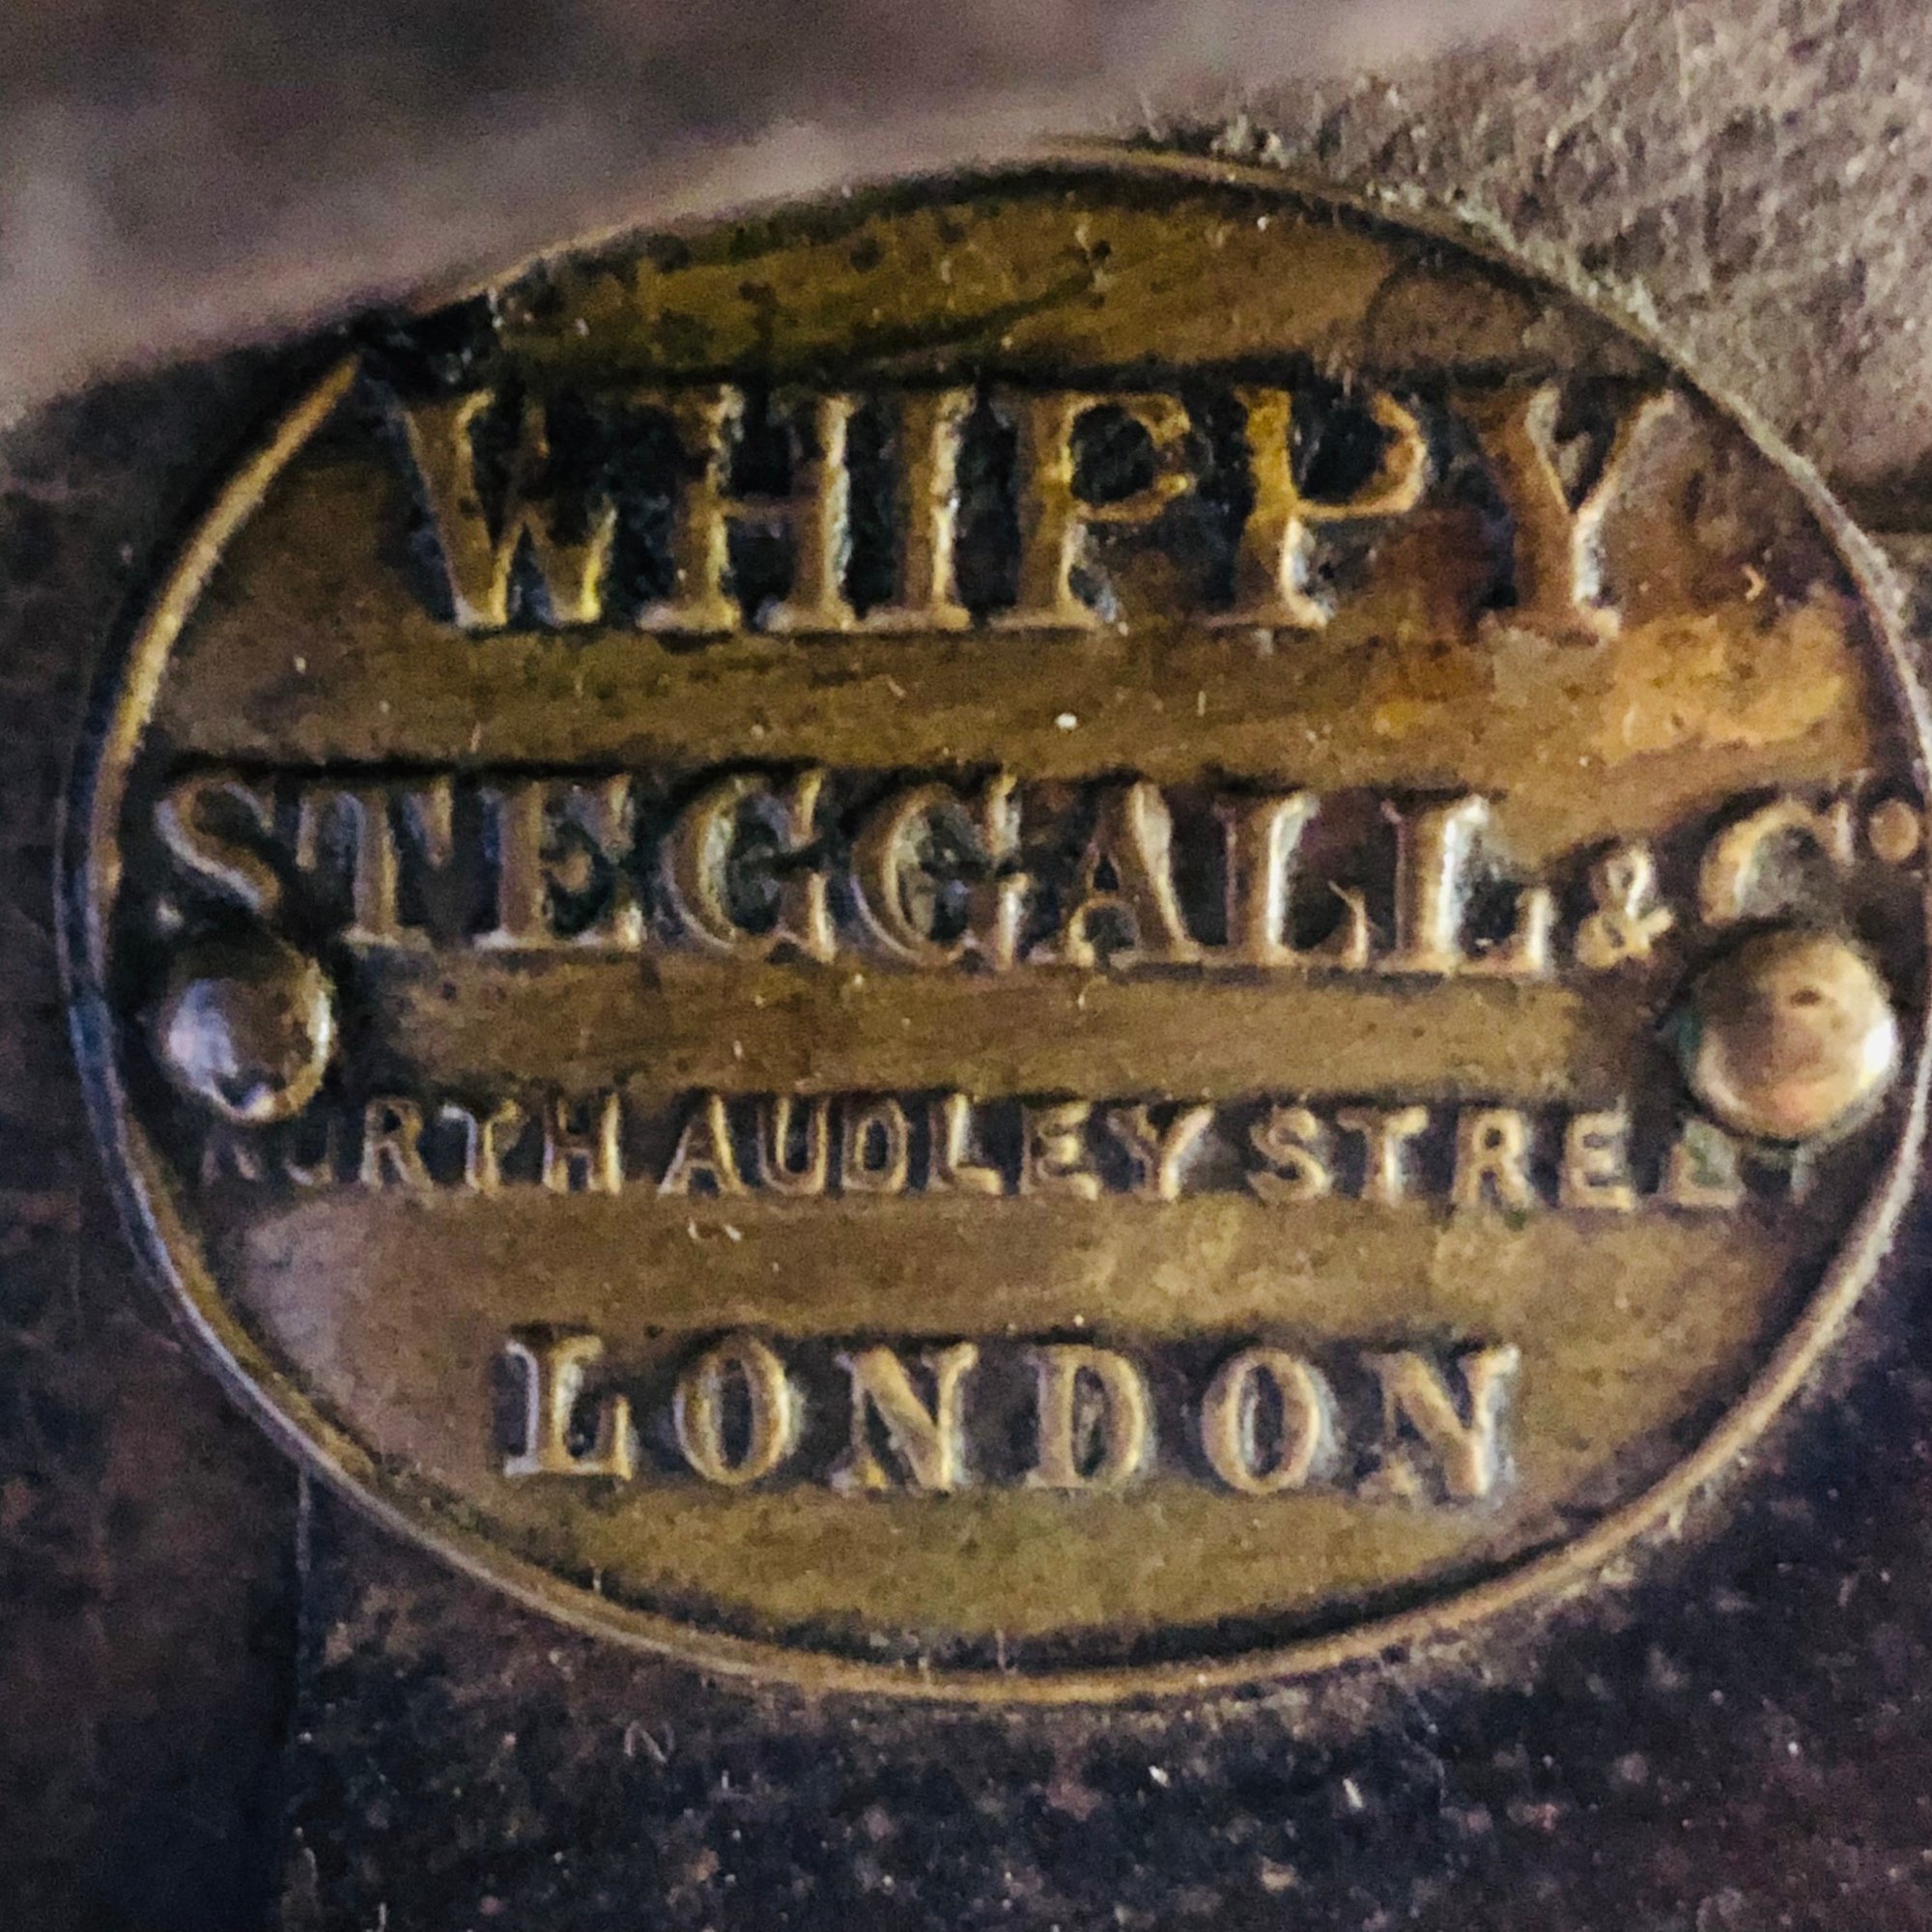 WHIPPY
STEGGALL & Co
NORTH AUDLEY STREET
LONDON